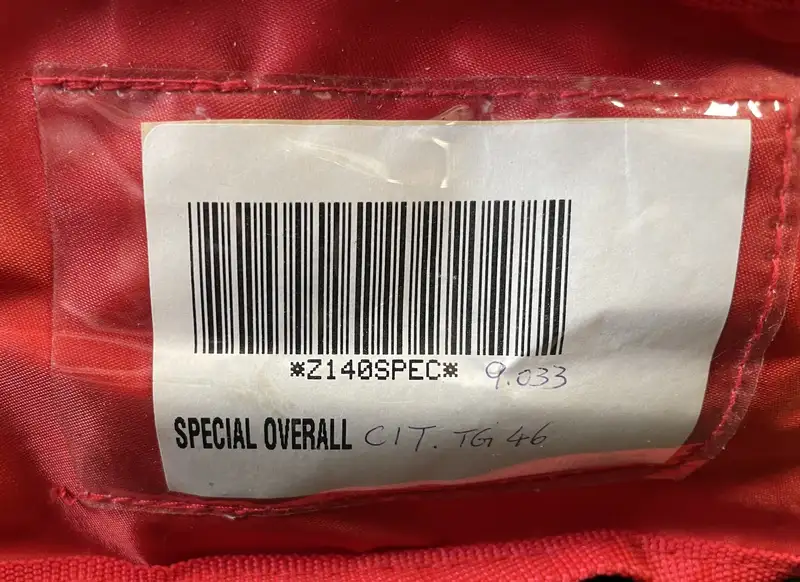 *Z140SPEC* 9.033
SPECIAL OVERALL CIT. TG 46